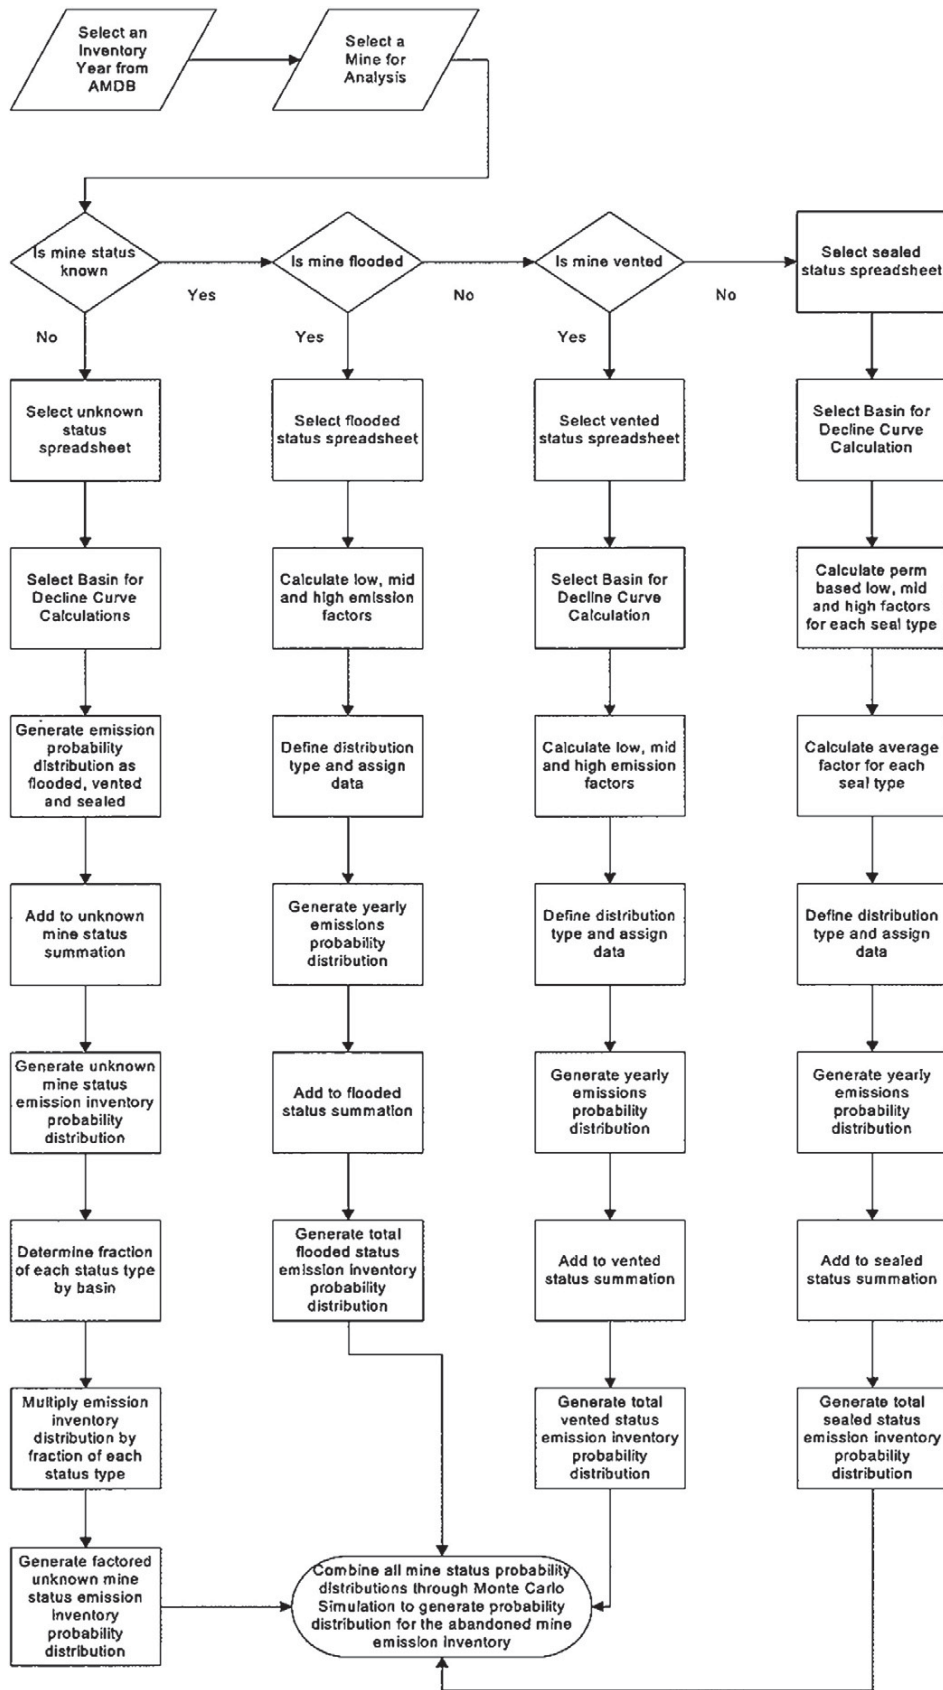 Select an
Inventory
Year from
AMDB
Select a
Mine for
Analysis
Is mine status
known
Yes
No
Is mine flooded
No
Yes
Is mine vented
No
Yes
Select sealed
status spreadsheet
Select unknown
status
spreadsheet
Select flooded
status spreadsheet
Select vented
status spreadsheet
Select Basin for
Decline Curve
Calculation
Select Basin for
Decline Curve
Calculations
Calculate low, mid
and high emission
factors
Select Basin for
Decline Curve
Calculation
Calculate perm
based low, mid
and high factors
for each seal type
Generate emission
probability
distribution as
flooded, vented
and sealed
Define distribution
type and assign
data
Calculate low, mid
and high emission
factors
Calculate average
factor for each
seal type
Add to unknown
mine status
summation
Generate yearly
emissions
probability
distribution
Define distribution
type and assign
data
Define distribution
type and assign
data
Generate unknown
mine status
emission inventory
probability
distribution
Add to flooded
status summation
Generate yearly
emissions
probability
distribution
Generate yearly
emissions
probability
distribution
Determine fraction
of each status type
by basin
Generate total
flooded status
emission inventory
probability
distribution
Add to vented
status summation
Add to sealed
status summation
Multiply emission
inventory
distribution by
fraction of each
status type
Generate total
vented status
emission inventory
probability
distribution
Generate total
sealed status
emission inventory
probability
distribution
Generate factored
unknown mine
status emission
inventory
probability
distribution
Combine all mine status probability
distributions through Monte Carlo
Simulation to generate probability
distribution for the abandoned mine
emission inventory